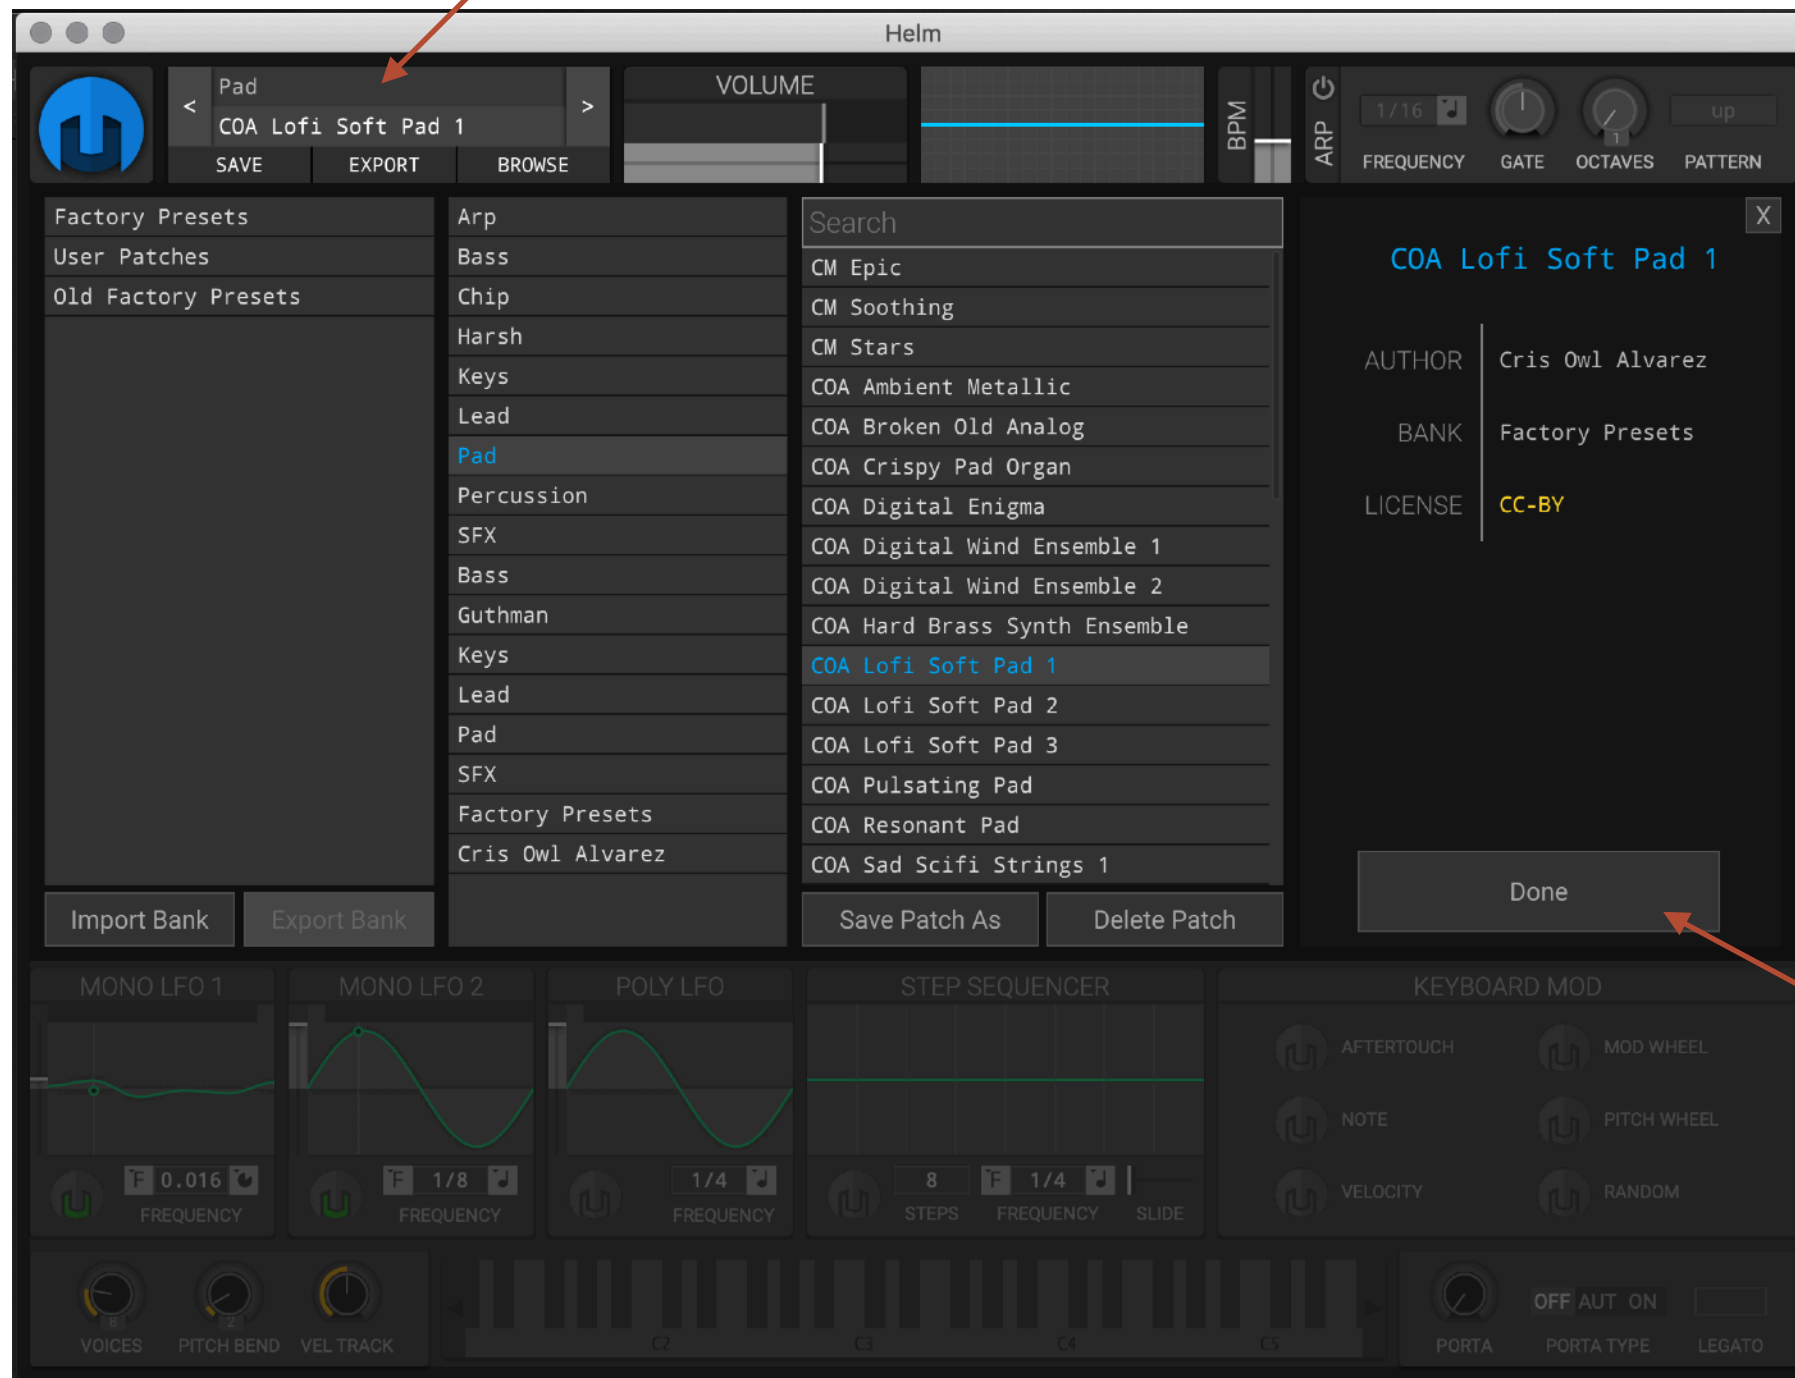 Helm
Pad
<
COA Lofi Soft Pad 1
>
SAVE
EXPORT
BROWSE
VOLUME
BPM
ARP
1/16
FREQUENCY
GATE
1
OCTAVES
up
PATTERN
Factory Presets
User Patches
Old Factory Presets
Import Bank
Export Bank
Arp
Bass
Chip
Harsh
Keys
Lead
Pad
Percussion
SFX
Bass
Guthman
Keys
Lead
Pad
SFX
Factory Presets
Cris Owl Alvarez
Search
CM Epic
CM Soothing
CM Stars
COA Ambient Metallic
COA Broken Old Analog
COA Crispy Pad Organ
COA Digital Enigma
COA Digital Wind Ensemble 1
COA Digital Wind Ensemble 2
COA Hard Brass Synth Ensemble
COA Lofi Soft Pad 1
COA Lofi Soft Pad 2
COA Lofi Soft Pad 3
COA Pulsating Pad
COA Resonant Pad
COA Sad Scifi Strings 1
Save Patch As
Delete Patch
X
COA Lofi Soft Pad 1
AUTHOR Cris Owl Alvarez
BANK Factory Presets
LICENSE CC-BY
Done
MONO LFO 1
F 0.016
FREQUENCY
MONO LFO 2
F 1/8
FREQUENCY
POLY LFO
1/4
FREQUENCY
STEP SEQUENCER
8
STEPS
F 1/4
FREQUENCY
SLIDE
KEYBOARD MOD
AFTERTOUCH
MOD WHEEL
NOTE
PITCH WHEEL
VELOCITY
RANDOM
8
VOICES
2
PITCH BEND
VEL TRACK
C2
C3
C4
C5
PORTA
OFF AUT ON
PORTA TYPE
LEGATO